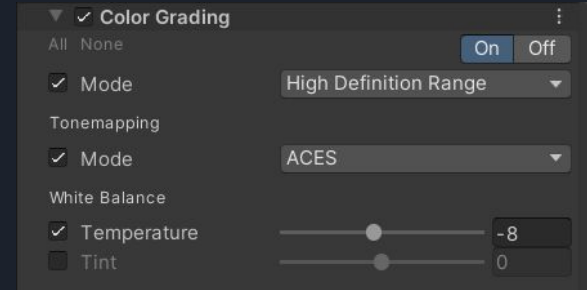 Color Grading
All None On Off
Mode High Definition Range
Tonemapping
Mode ACES
White Balance
Temperature -8
Tint 0